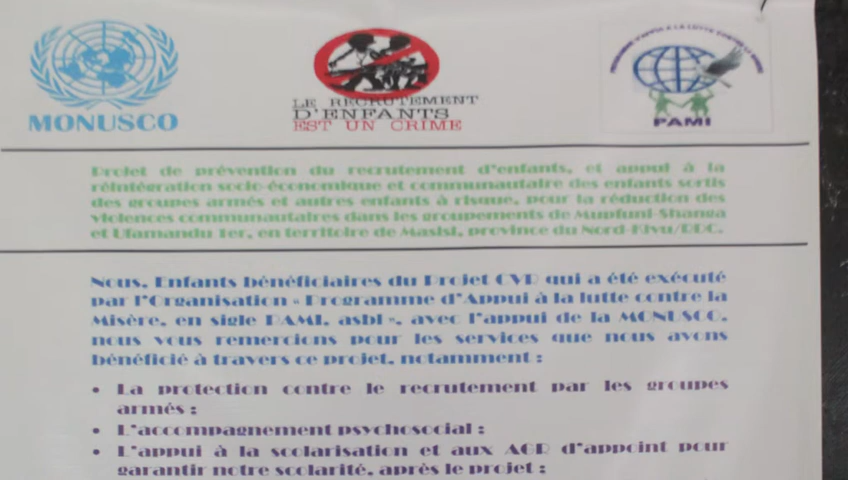 MONUSCO
LE RECRUTEMENT
D'ENFANTS
EST UN CRIME
PAMI
Projet de prévention du recrutement d'enfants, et appui à la
réintégration socio-économique et communautaire des enfants sortis
des groupes armés et autres enfants à risque, pour la réduction des
violences communautaires dans les groupements de Mupfuni-Shanga
et Ufamandu 1er, en territoire de Masisi, province du Nord-Kivu/RDC.
Nous, Enfants bénéficiaires du Projet CVR qui a été exécuté
par l'Organisation « Programme d'Appui à la lutte contre la
Misère, en sigle PAMI, asbl », avec l'appui de la MONUSCO,
nous vous remercions pour les services que nous avons
bénéficié à travers ce projet, notamment :
• La protection contre le recrutement par les groupes
armés ;
• L'accompagnement psychosocial ;
• L'appui à la scolarisation et aux AGR d'appoint pour
garantir notre scolarité, après le projet ;